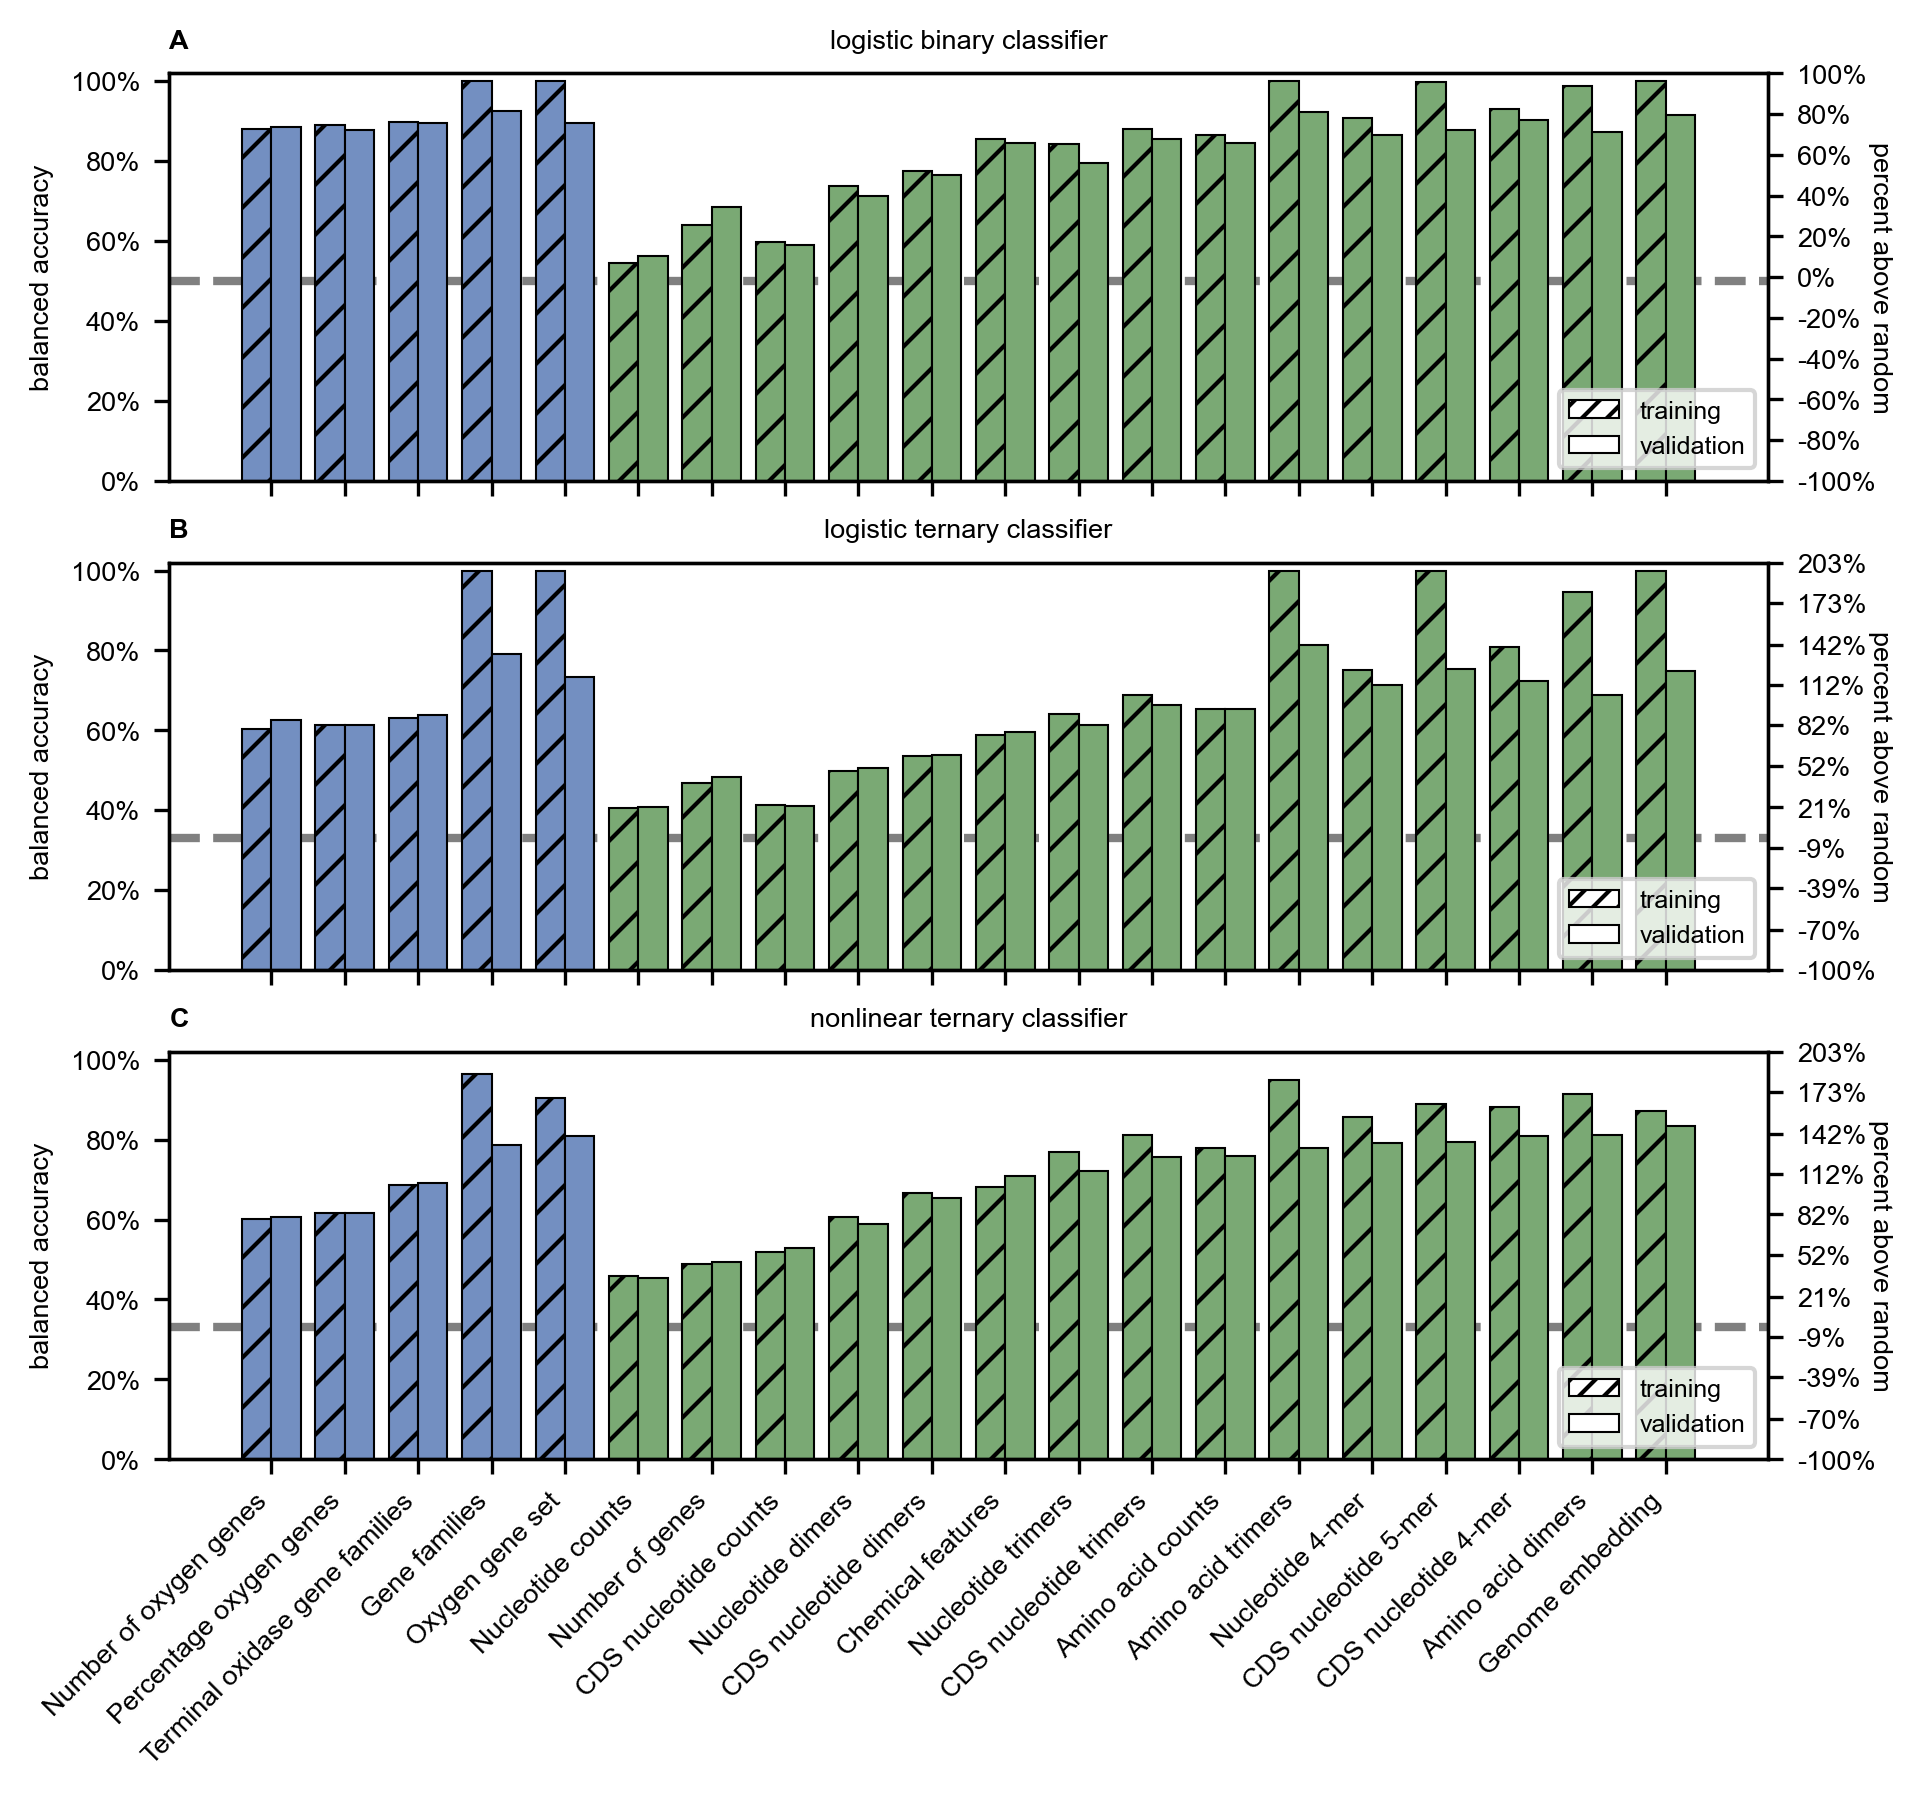 A
logistic binary classifier
100%
80%
60%
40%
20%
0%
balanced accuracy
100%
80%
60%
40%
20%
0%
-20%
-40%
-60%
-80%
-100%
percent above random
training
validation
B
logistic ternary classifier
100%
80%
60%
40%
20%
0%
balanced accuracy
203%
173%
142%
112%
82%
52%
21%
-9%
-39%
-70%
-100%
percent above random
training
validation
C
nonlinear ternary classifier
100%
80%
60%
40%
20%
0%
balanced accuracy
203%
173%
142%
112%
82%
52%
21%
-9%
-39%
-70%
-100%
percent above random
training
validation
Number of oxygen genes
Percentage oxygen genes
Terminal oxidase gene families
Gene families
Oxygen gene set
Nucleotide counts
Number of genes
CDS nucleotide counts
Nucleotide dimers
CDS nucleotide dimers
Chemical features
Nucleotide trimers
CDS nucleotide trimers
Amino acid counts
Amino acid trimers
Nucleotide 4-mer
CDS nucleotide 5-mer
CDS nucleotide 4-mer
Amino acid dimers
Genome embedding